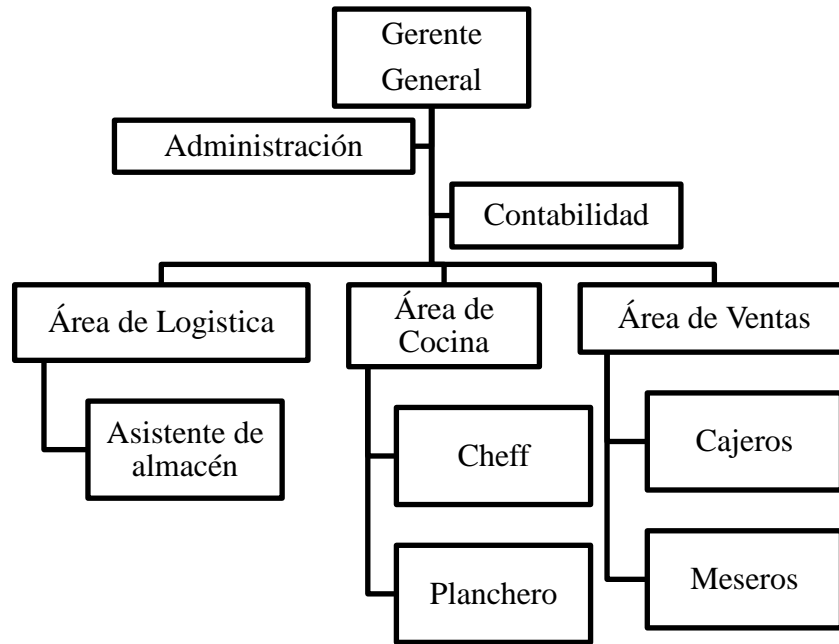 Gerente
General
Administración
Contabilidad
Área de Logistica
Área de
Cocina
Área de Ventas
Asistente de
almacén
Cheff
Cajeros
Planchero
Meseros